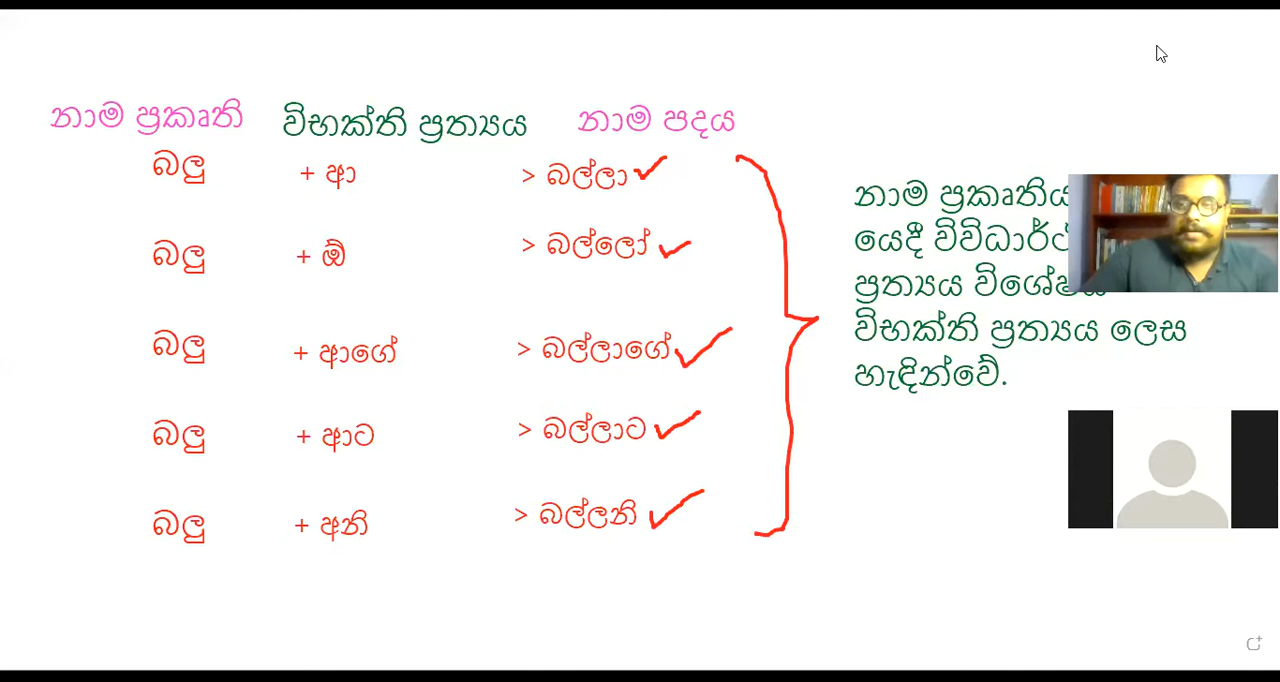 නාම ප්‍රකෘති විභක්ති ප්‍රත්‍යය නාම පදය
බලු + ආ > බල්ලා
බලු + ඕ > බල්ලෝ
බලු + ආගේ > බල්ලාගේ
බලු + ආට > බල්ලාට
බලු + අනි > බල්ලනි
නාම
යෙදී
ප්‍රත්‍යය
විභක්ති ප්‍රත්‍යය ලෙස
හැඳින්වේ.